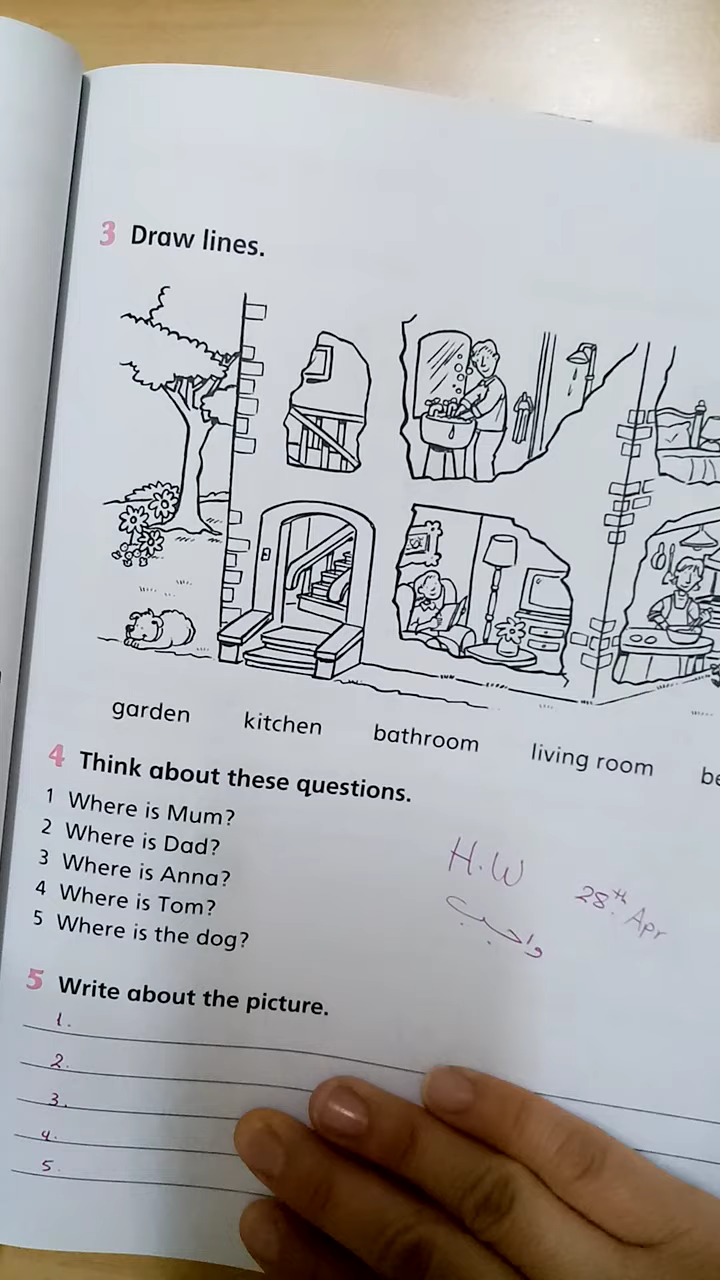 3 Draw lines.
garden kitchen bathroom living room
4 Think about these questions.
1 Where is Mum?
2 Where is Dad?
3 Where is Anna?
4 Where is Tom?
5 Where is the dog?
H.W 28th Apr
واجب
5 Write about the picture.
1.
2.
3.
4.
5.